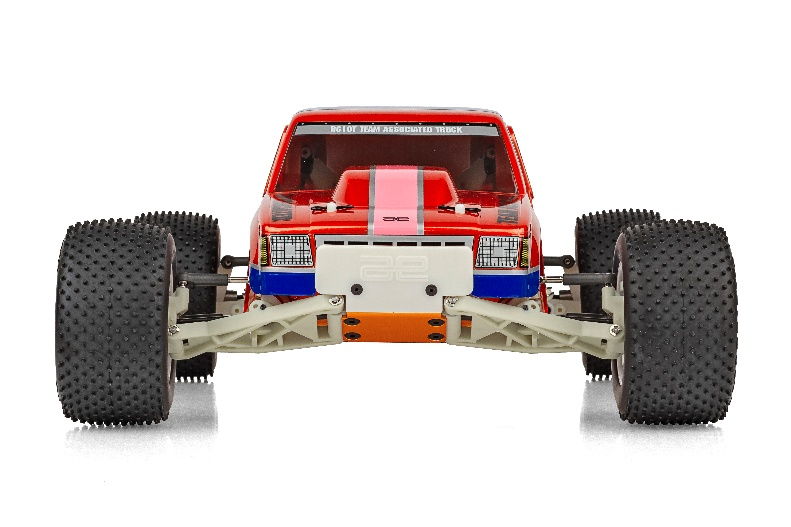 RC10T TEAM ASSOCIATED TRUCK